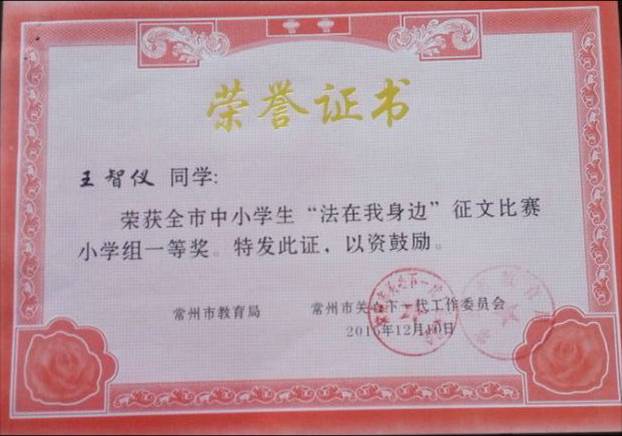 荣誉证书
王智仪 同学:
荣获全市中小学生“法在我身边”征文比赛
小学组一等奖。特发此证，以资鼓励。
常州市教育局 常州市关心下一代工作委员会
12月10日